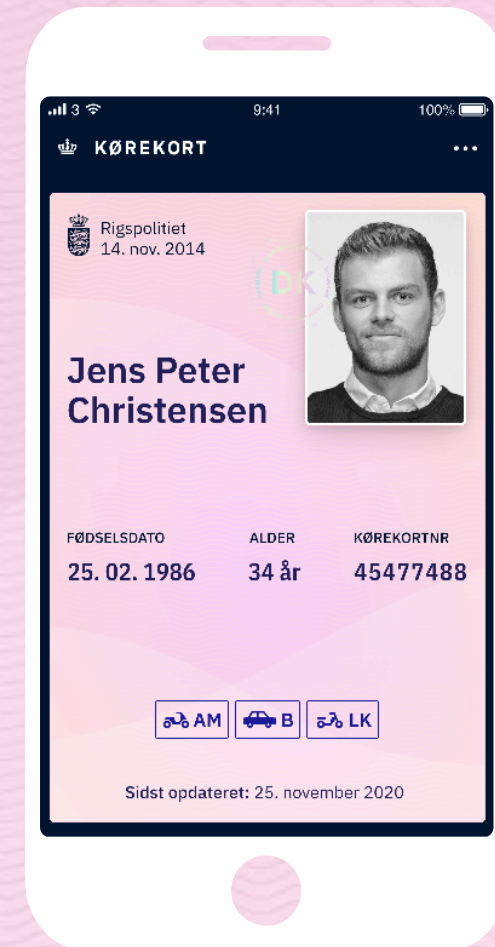 3 9:41 100%
KØREKORT
Rigspolitiet
14. nov. 2014
DK
Jens Peter
Christensen
FØDSELSDATO ALDER KØREKORTNR
25. 02. 1986 34 år 45477488
AM B LK
Sidst opdateret: 25. november 2020